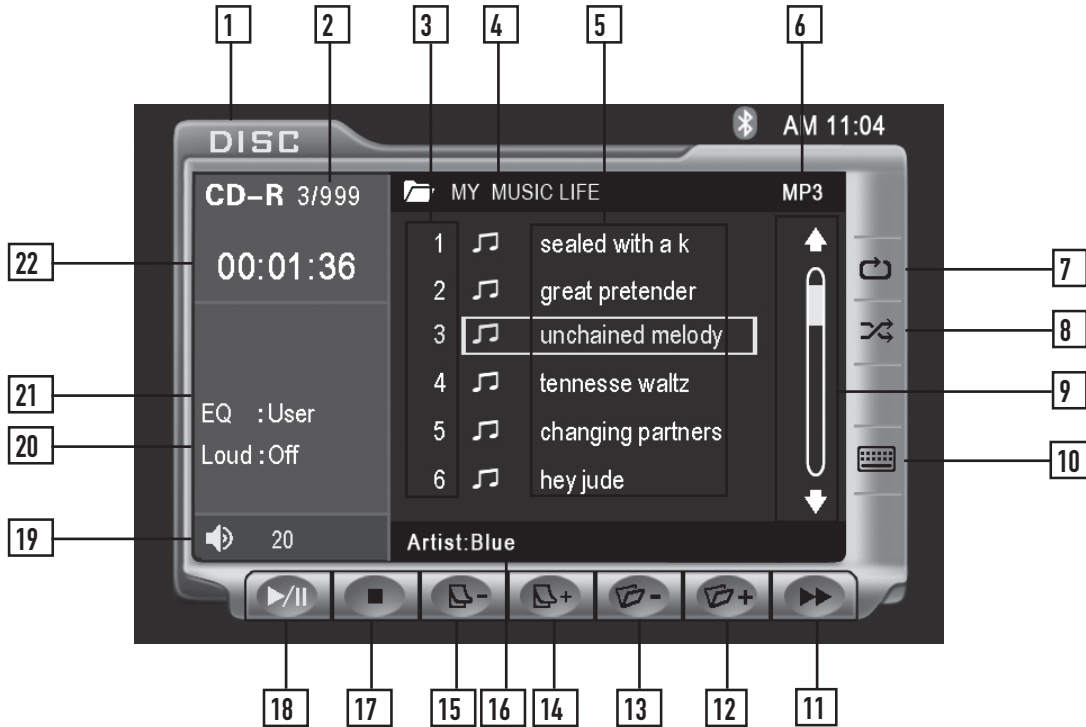 1 2 3 4 5 6
DISC AM 11:04
CD-R 3/999 MY MUSIC LIFE MP3
22 00:01:36
1 sealed with a k
2 great pretender
3 unchained melody
4 tennesse waltz
5 changing partners
6 hey jude
7
8
9
10
21 EQ :User
20 Loud :Off
19 20 Artist:Blue
18 17 15 16 14 13 12 11